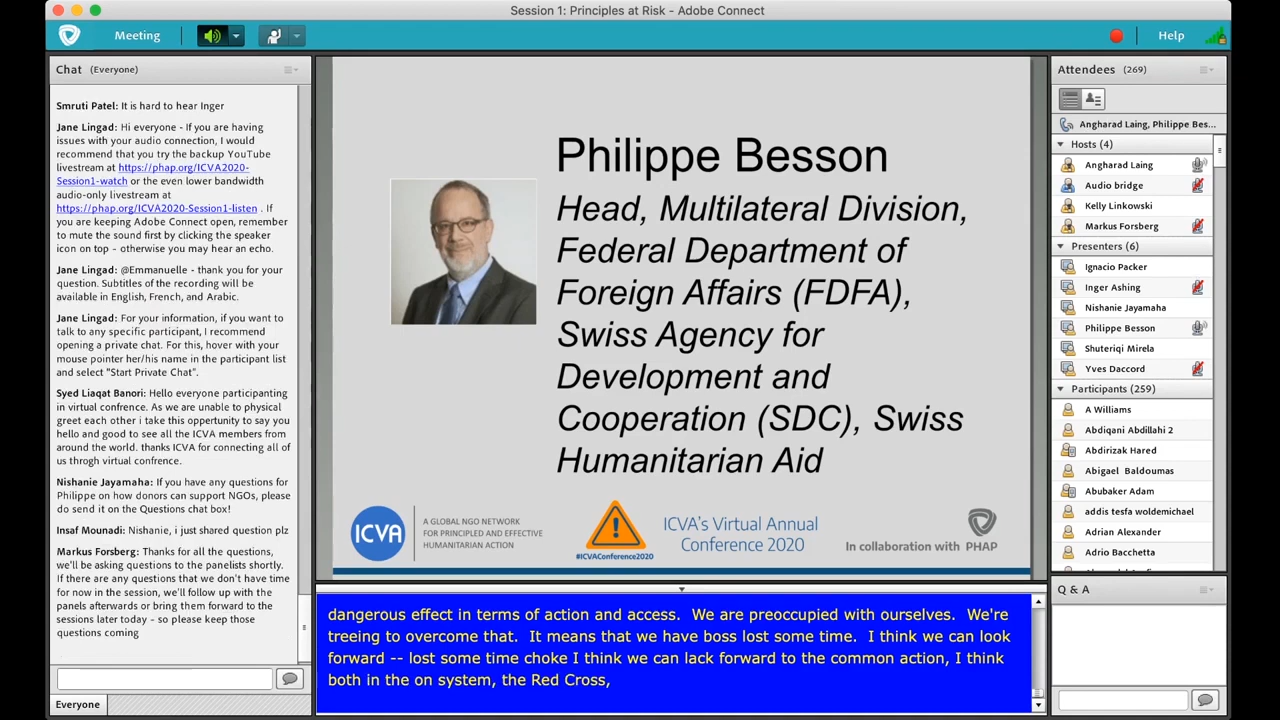 Session 1: Principles at Risk - Adobe Connect
Meeting
Help
Chat (Everyone)
Smruti Patel: It is hard to hear Inger
Jane Lingad: Hi everyone - If you are having
issues with your audio connection, I would
recommend that you try the backup YouTube
livestream at https://phap.org/ICVA2020-
Session1-watch or the even lower bandwidth
audio-only livestream at
https://phap.org/ICVA2020-Session1-listen . If
you are keeping Adobe Connect open, remember
to mute the sound first by clicking the speaker
icon on top - otherwise you may hear an echo.
Jane Lingad: @Emmanuelle - thank you for your
question. Subtitles of the recording will be
available in English, French, and Arabic.
Jane Lingad: For your information, if you want to
talk to any specific participant, I recommend
opening a private chat. For this, hover with your
mouse pointer her/his name in the participant list
and select "Start Private Chat".
Syed Liaqat Banori: Hello everyone participating
in virtual confrence. As we are unable to physical
greet each other i take this opportunity to say you
hello and good to see all the ICVA members from
around the world. thanks ICVA for connecting all of
us throgh virtual confrence.
Nishanie Jayamaha: If you have any questions for
Philippe on how donors can support NGOs, please
do send it on the Questions chat box!
Insaf Mounadi: Nishanie, i just shared question plz
Markus Forsberg: Thanks for all the questions,
we'll be asking questions to the panelists shortly.
If there are any questions that we don't have time
for now in the session, we'll follow up with the
panels afterwards or bring them forward to the
sessions later today - so please keep those
questions coming
Everyone
Philippe Besson
Head, Multilateral Division,
Federal Department of
Foreign Affairs (FDFA),
Swiss Agency for
Development and
Cooperation (SDC), Swiss
Humanitarian Aid
ICVA
A GLOBAL NGO NETWORK
FOR PRINCIPLED AND EFFECTIVE
HUMANITARIAN ACTION
#ICVAConference2020
ICVA's Virtual Annual
Conference 2020
In collaboration with PHAP
dangerous effect in terms of action and access. We are preoccupied with ourselves. We're
treeing to overcome that. It means that we have boss lost some time. I think we can look
forward -- lost some time choke I think we can lack forward to the common action, I think
both in the on system, the Red Cross,
Attendees (269)
Angharad Laing, Philippe Bes...
Hosts (4)
Angharad Laing
Audio bridge
Kelly Linkowski
Markus Forsberg
Presenters (6)
Ignacio Packer
Inger Ashing
Nishanie Jayamaha
Philippe Besson
Shuteriqi Mirela
Yves Daccord
Participants (259)
A Williams
Abdiqani Abdillahi 2
Abdirizak Hared
Abigael Baldoumas
Abubaker Adam
addis tesfa woldemichael
Adrian Alexander
Adrio Bacchetta
Q & A